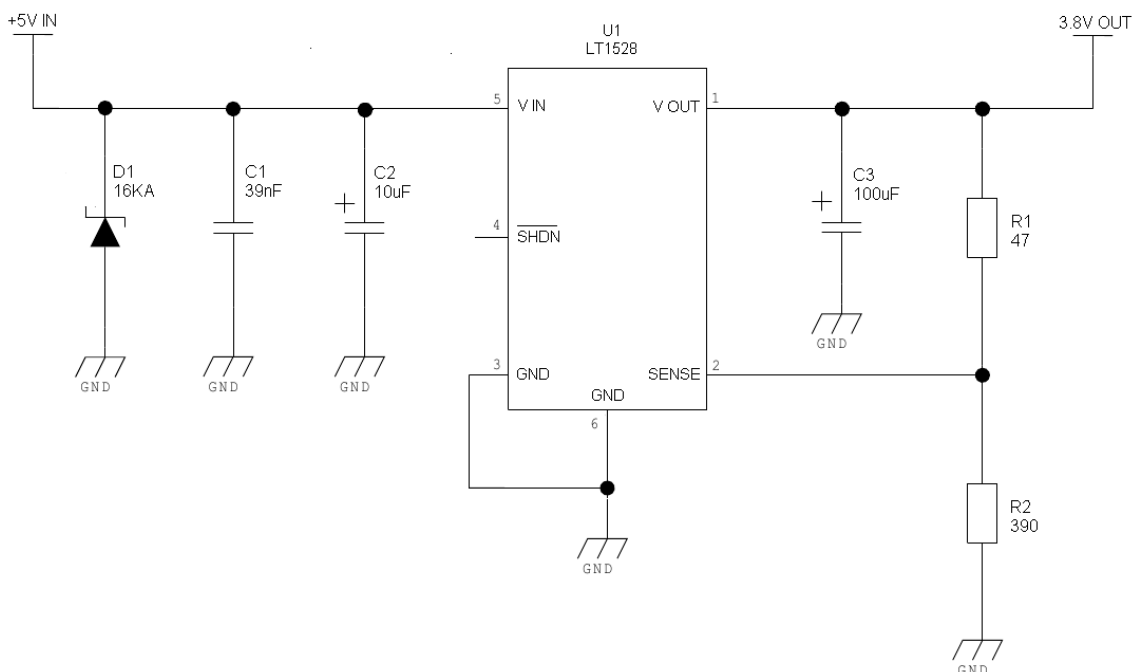 +5V IN
3.8V OUT
U1
LT1528
5
V IN
V OUT
1
D1
16KA
C1
39nF
C2
10uF
+
C3
100uF
+
R1
47
4
SHDN
GND
GND
GND
GND
3
GND
SENSE
2
GND
6
R2
390
GND
GND